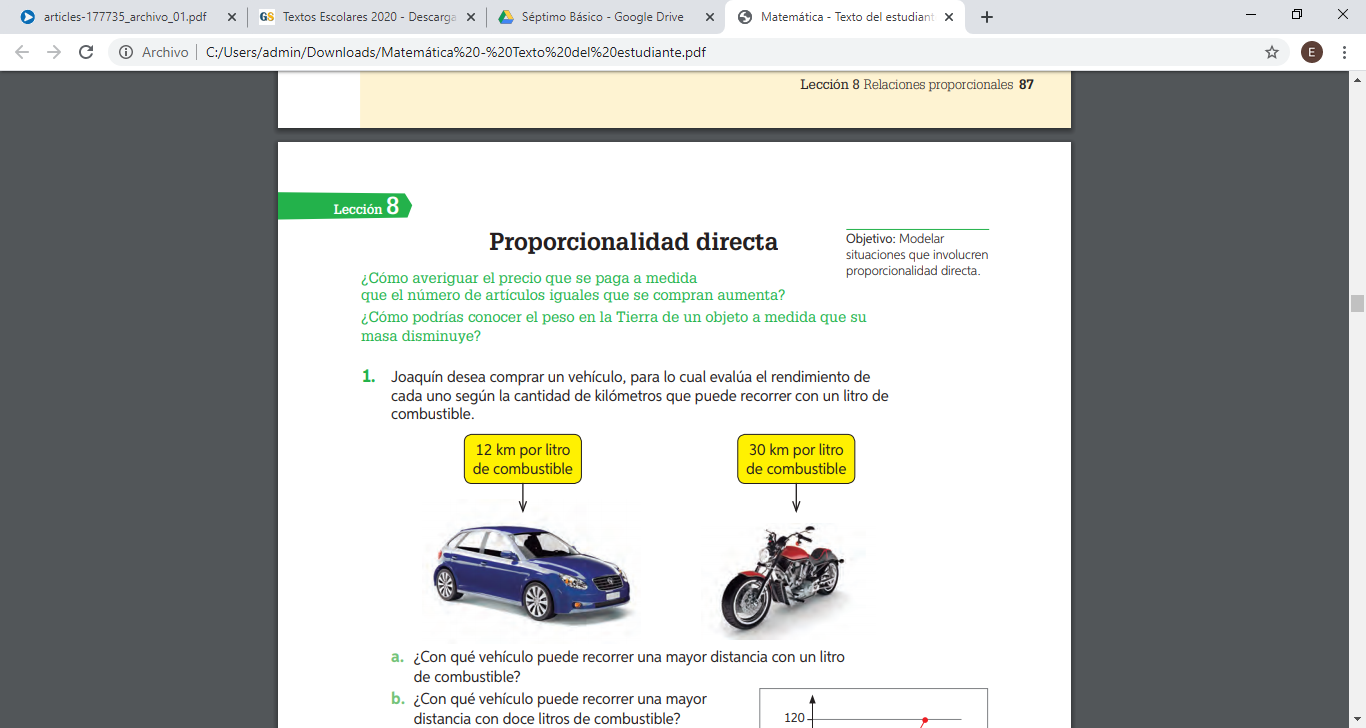 articles-177735_archivo_01.pdf
GS Textos Escolares 2020 - Descarga
Séptimo Básico - Google Drive
Matemática - Texto del estudiant
Archivo
C:/Users/admin/Downloads/Matemática%20-%20Texto%20del%20estudiante.pdf
E
Lección 8 Relaciones proporcionales 87
Lección 8
Proporcionalidad directa
Objetivo: Modelar
situaciones que involucren
proporcionalidad directa.
¿Cómo averiguar el precio que se paga a medida
que el número de artículos iguales que se compran aumenta?
¿Cómo podrías conocer el peso en la Tierra de un objeto a medida que su
masa disminuye?
1. Joaquín desea comprar un vehículo, para lo cual evalúa el rendimiento de
cada uno según la cantidad de kilómetros que puede recorrer con un litro de
combustible.
12 km por litro
de combustible
30 km por litro
de combustible
a. ¿Con qué vehículo puede recorrer una mayor distancia con un litro
de combustible?
b. ¿Con qué vehículo puede recorrer una mayor
distancia con doce litros de combustible?
120